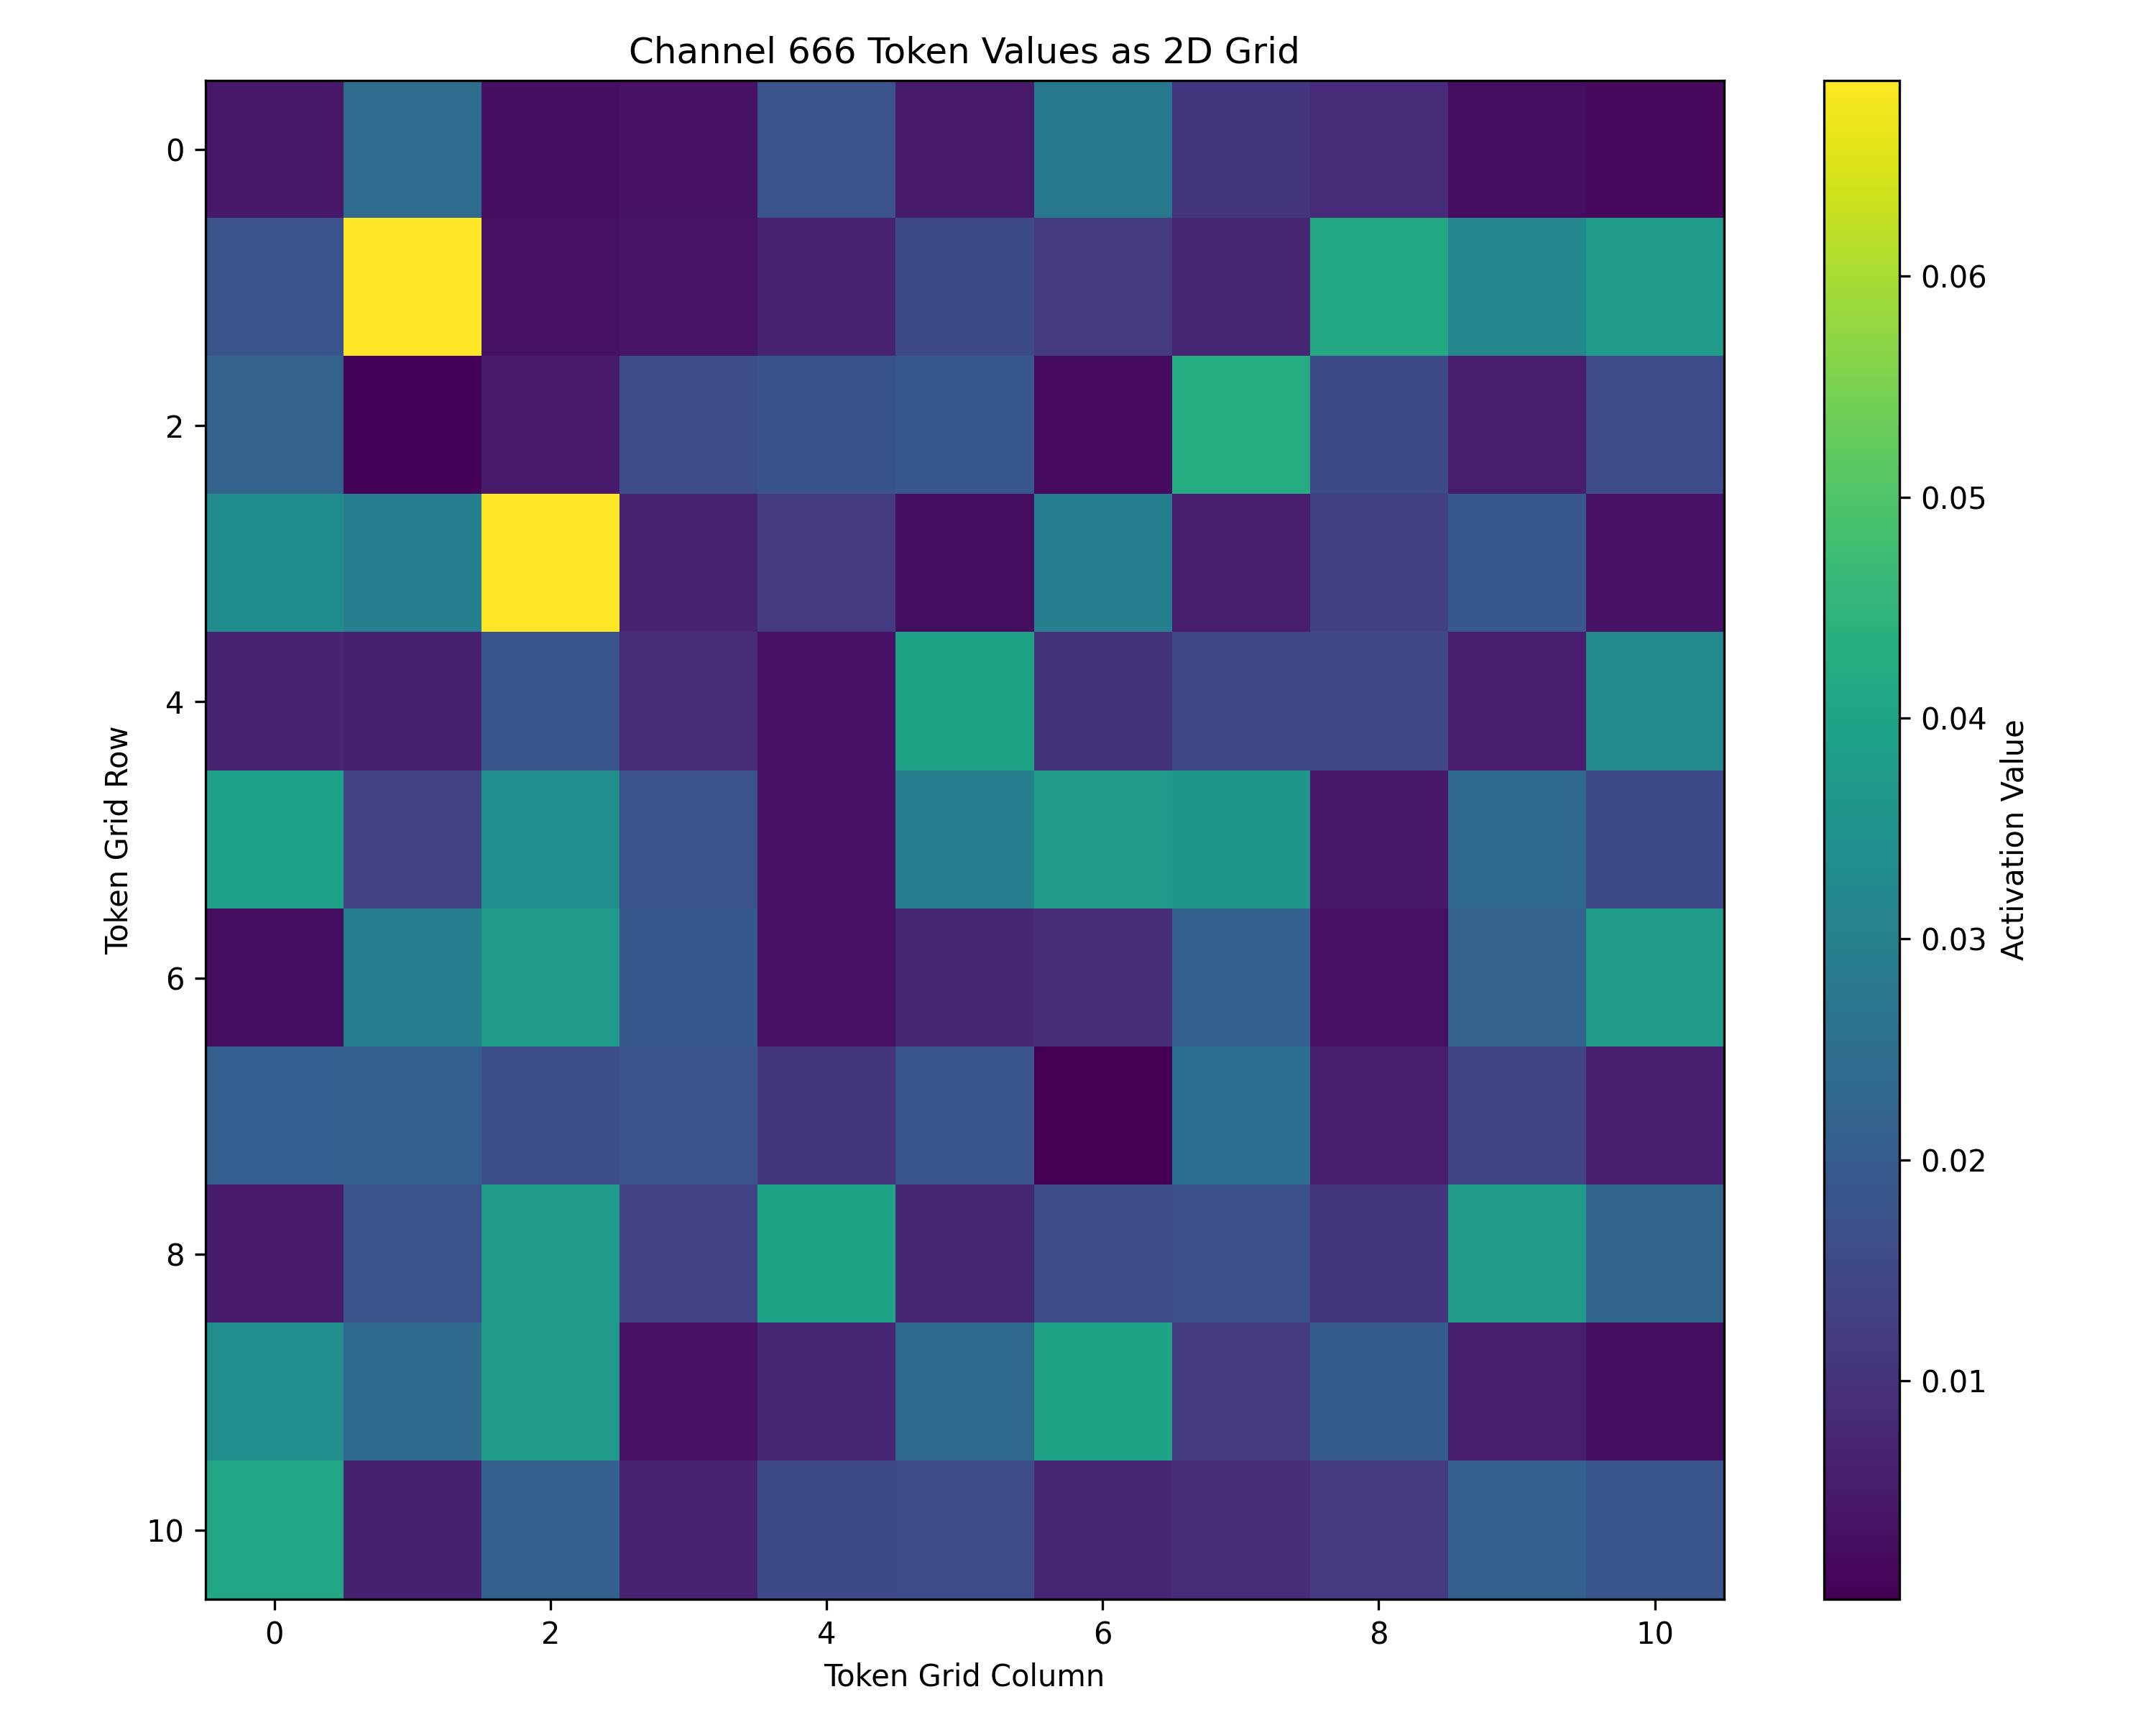 Channel 666 Token Values as 2D Grid
0
2
4
6
8
10
Token Grid Row
0 2 4 6 8 10
Token Grid Column
0.06
0.05
0.04
0.03
0.02
0.01
Activation Value